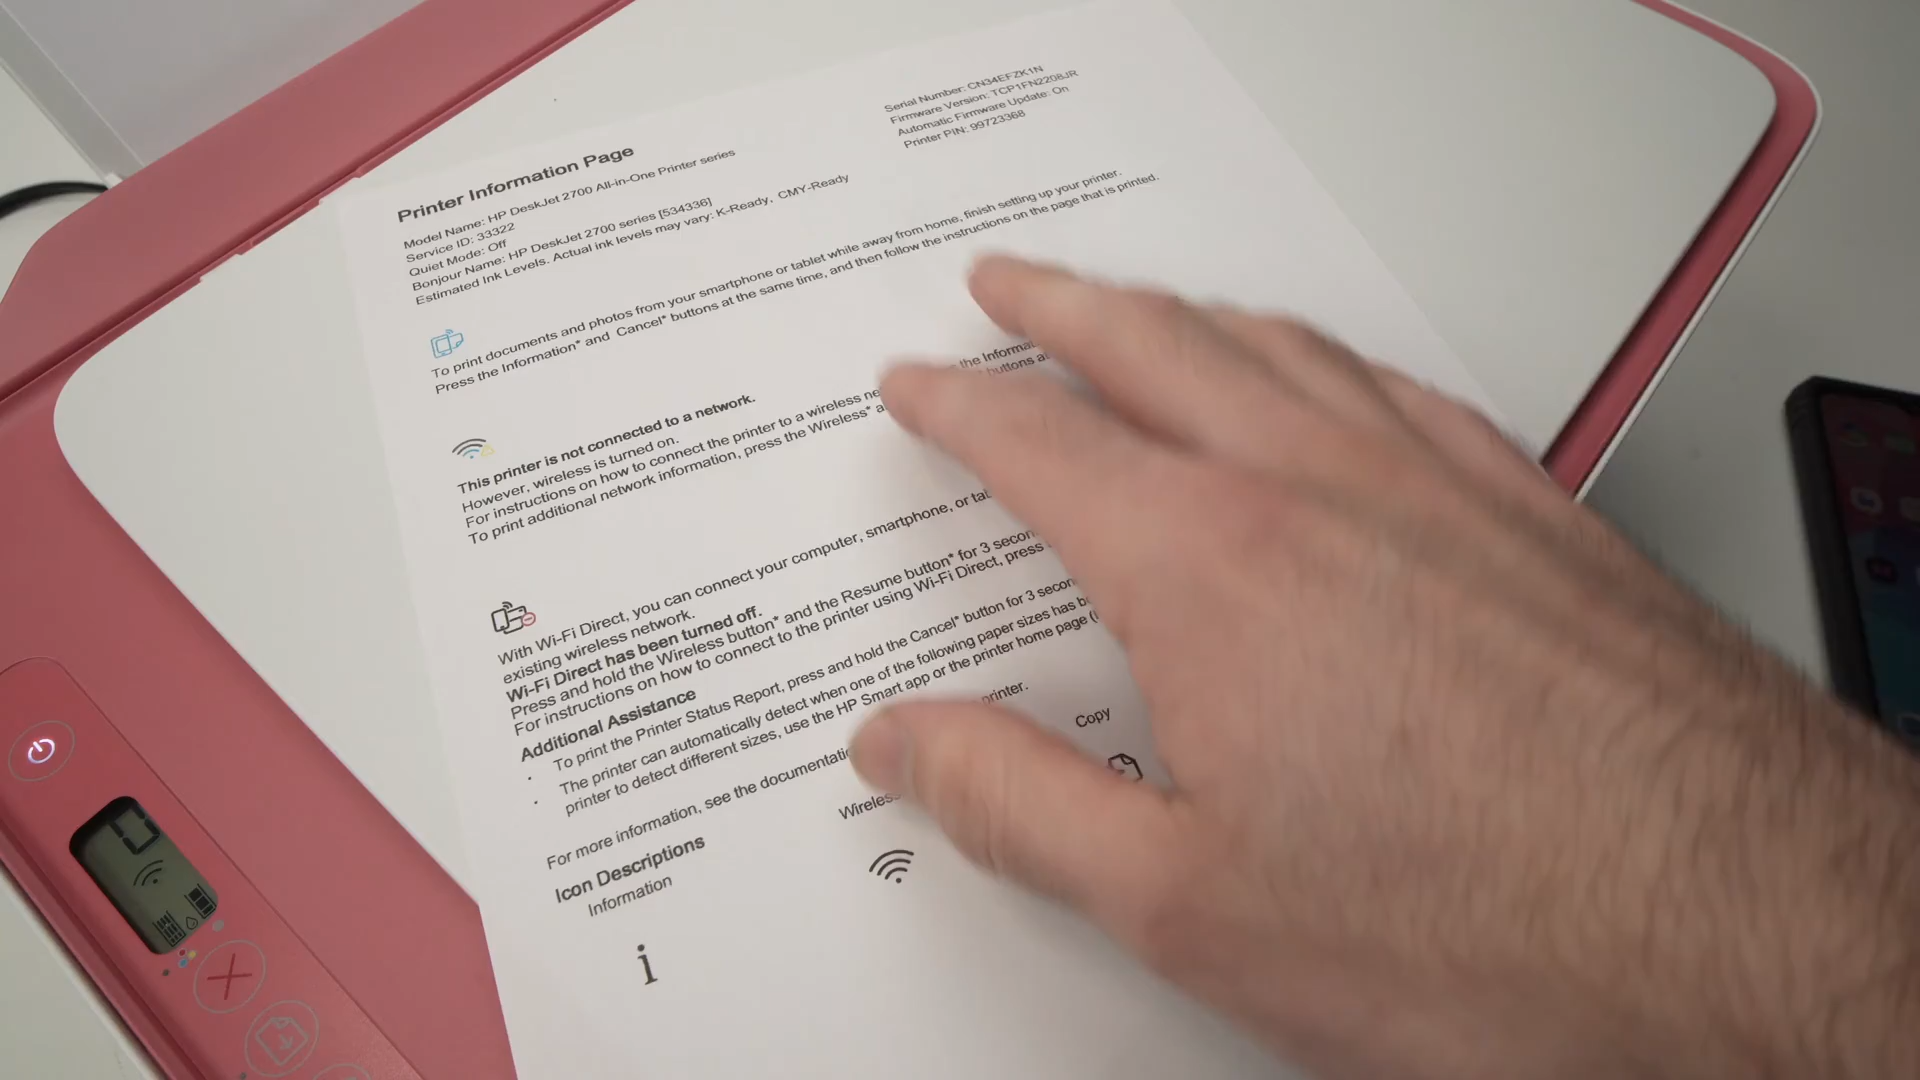 Printer Information Page
Model Name: HP DeskJet 2700 All-in-One Printer series
Service ID: 33322
Quiet Mode: Off
Bonjour Name: HP DeskJet 2700 series [534336]
Estimated Ink Levels. Actual ink levels may vary: K-Ready, CMY-Ready
Serial Number: CN34EFZK1N
Firmware Version: TCP1FN2208JR
Automatic Firmware Update: On
Printer PIN: 99723368
To print documents and photos from your smartphone or tablet while away from home, finish setting up your printer.
Press the Information* and Cancel* buttons at the same time, and then follow the instructions on the page that is printed.
This printer is not connected to a network.
However, wireless is turned on.
For instructions on how to connect the printer to a wireless the
To print additional network information, press the Wireless* buttons
With Wi-Fi Direct, you can connect your computer, smartphone, or
existing wireless network.
Wi-Fi Direct has been turned off.
Press and hold the Wireless button* and the Resume button* for 3
For instructions on how to connect to the printer using Wi-Fi Direct, press
Additional Assistance
• To print the Printer Status Report, press and hold the Cancel* button for 3
• The printer can automatically detect when one of the following paper sizes has
printer to detect different sizes, use the HP Smart app or the printer home page
For more information, see the printer.
Icon Descriptions
Information
Wireless
Copy
i
0